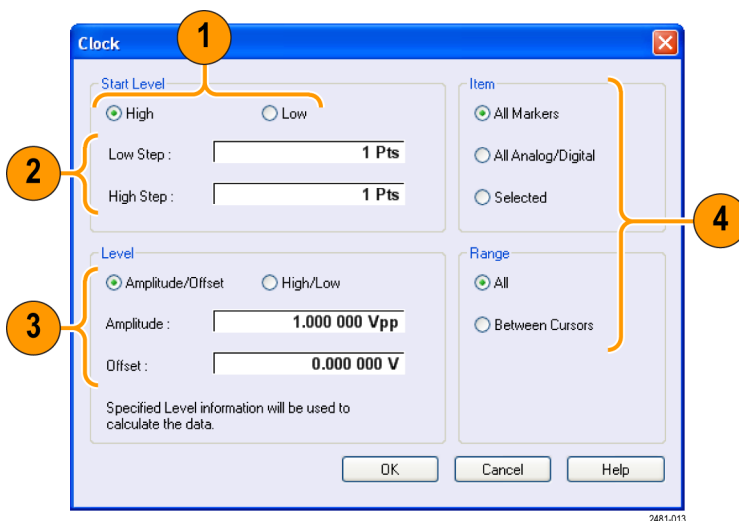 1
Clock
Start Level
High Low
Low Step : 1 Pts
High Step : 1 Pts
2
Item
All Markers
All Analog/Digital
Selected
4
Level
Amplitude/Offset High/Low
Amplitude : 1.000 000 Vpp
Offset : 0.000 000 V
3
Specified Level information will be used to
calculate the data.
Range
All
Between Cursors
OK Cancel Help
2481-013